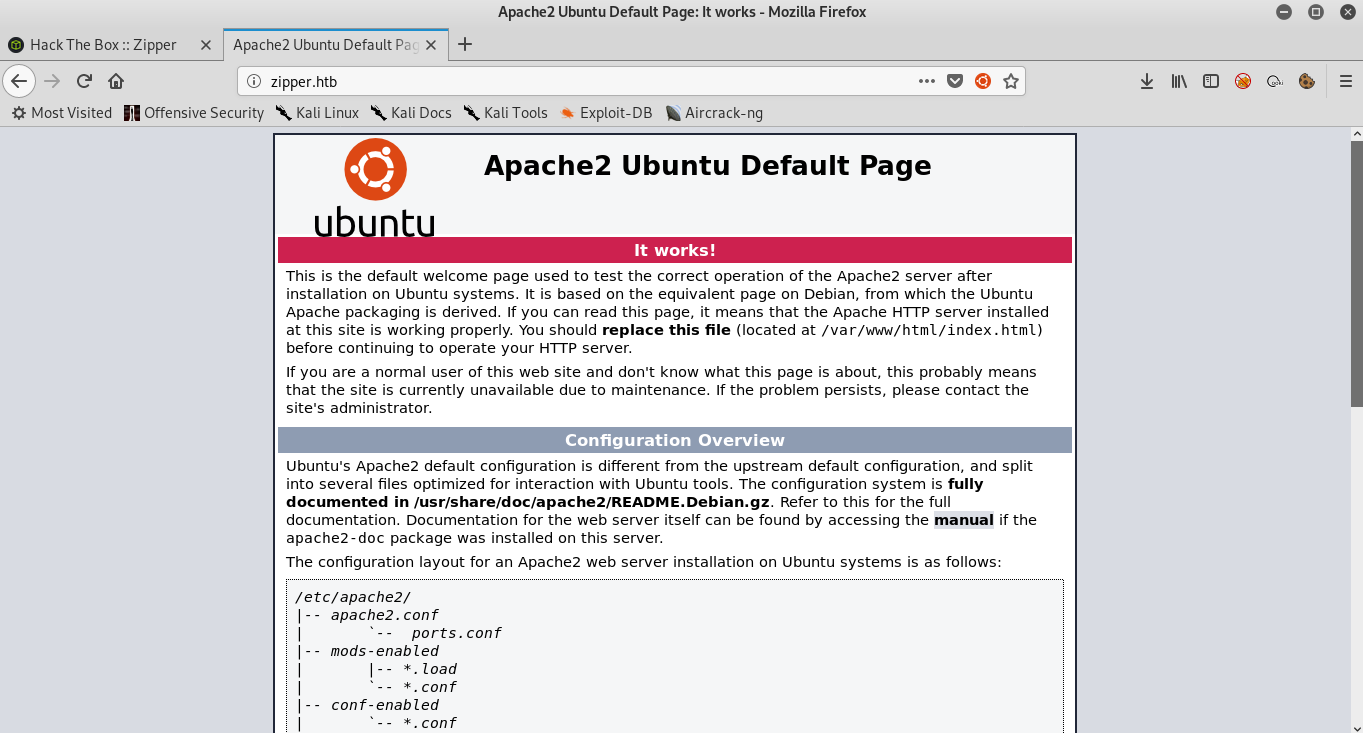 Apache2 Ubuntu Default Page: It works - Mozilla Firefox
Hack The Box :: Zipper
Apache2 Ubuntu Default Pag
zipper.htb
Most Visited Offensive Security Kali Linux Kali Docs Kali Tools Exploit-DB Aircrack-ng
Apache2 Ubuntu Default Page
ubuntu
It works!
This is the default welcome page used to test the correct operation of the Apache2 server after
installation on Ubuntu systems. It is based on the equivalent page on Debian, from which the Ubuntu
Apache packaging is derived. If you can read this page, it means that the Apache HTTP server installed
at this site is working properly. You should replace this file (located at /var/www/html/index.html)
before continuing to operate your HTTP server.
If you are a normal user of this web site and don't know what this page is about, this probably means
that the site is currently unavailable due to maintenance. If the problem persists, please contact the
site's administrator.
Configuration Overview
Ubuntu's Apache2 default configuration is different from the upstream default configuration, and split
into several files optimized for interaction with Ubuntu tools. The configuration system is fully
documented in /usr/share/doc/apache2/README.Debian.gz. Refer to this for the full
documentation. Documentation for the web server itself can be found by accessing the manual if the
apache2-doc package was installed on this server.
The configuration layout for an Apache2 web server installation on Ubuntu systems is as follows:
/etc/apache2/
|-- apache2.conf
|       `--  ports.conf
|-- mods-enabled
|       |-- *.load
|       `-- *.conf
|-- conf-enabled
|       `-- *.conf